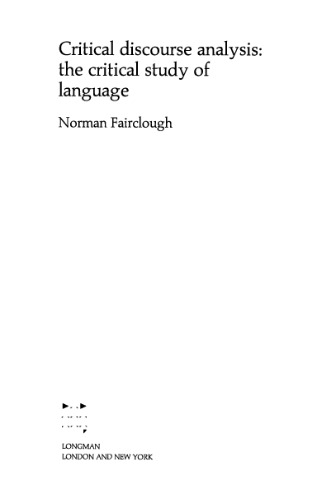 Critical discourse analysis:
the critical study of
language
Norman Fairclough
LONGMAN
LONDON AND NEW YORK